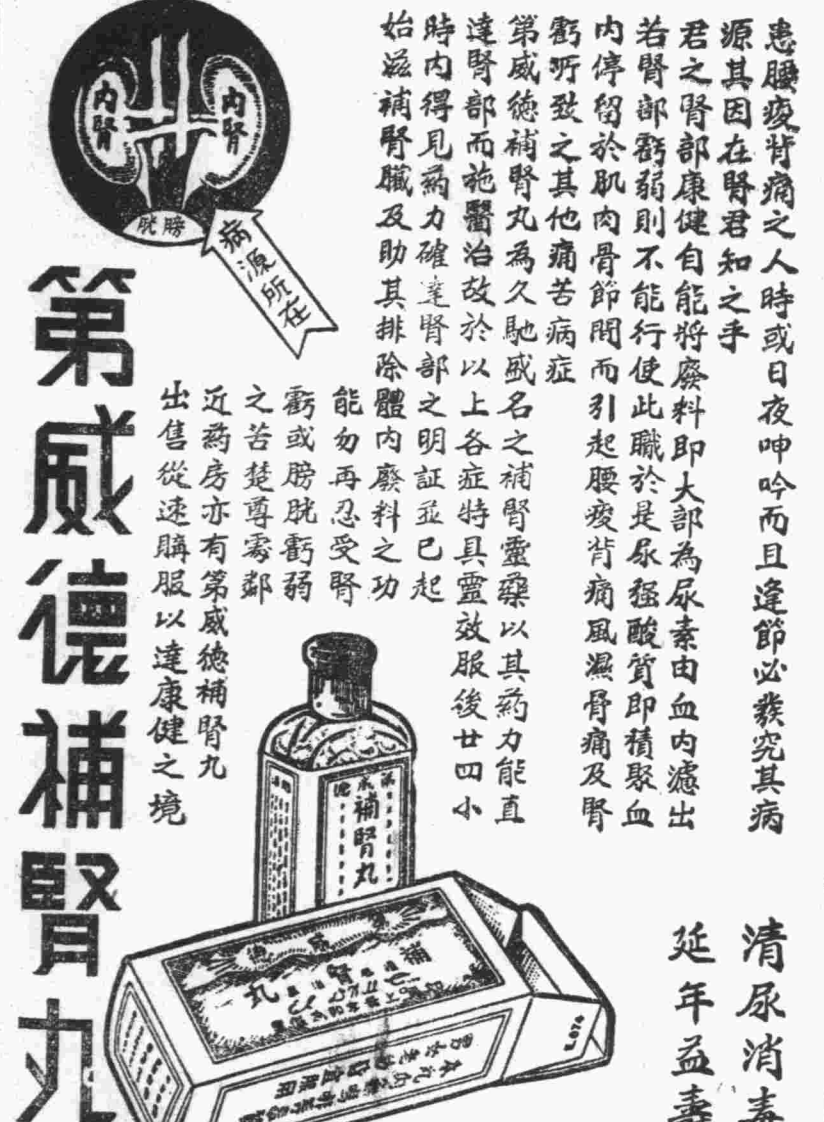 患腰痠背痛之人時或日夜呻吟而且逢節必發究其病
源其因在腎君知之乎
君之腎部康健自能將廢料即大部為尿素由血內濾出
若腎部虧弱則不能行使此職於是尿强酸質即積聚血
內停留於肌肉骨節間而引起腰痠背痛風濕骨痛及腎
虧所致之其他痛苦病症
第威德補腎丸為久馳盛名之補腎靈藥以其药力能直
達腎部而施醫治故於以上各症特具靈效服後廿四小
時内得見药力確達腎部之明証並已起
始滋補腎臟及助其排除體內廢料之功
能勿再忍受腎
虧或膀胱虧弱
之苦楚尊寓鄰
近药房亦有第威德補腎丸
出售從速購服以達康健之境
内腎
内腎
膀胱
病源所在
第威德補腎丸
清尿消毒
延年益壽
補腎丸
補腎丸
E.674